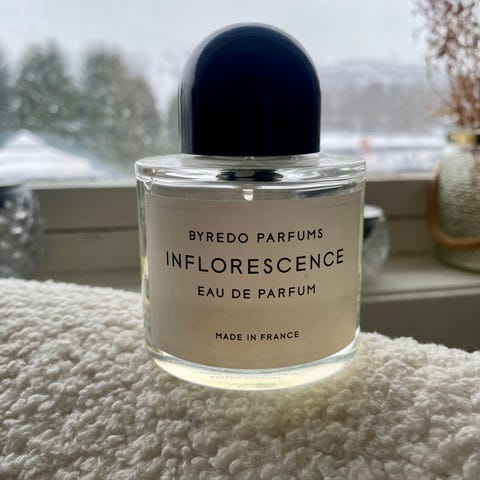 BYREDO PARFUMS
INFLORESCENCE
EAU DE PARFUM
MADE IN FRANCE